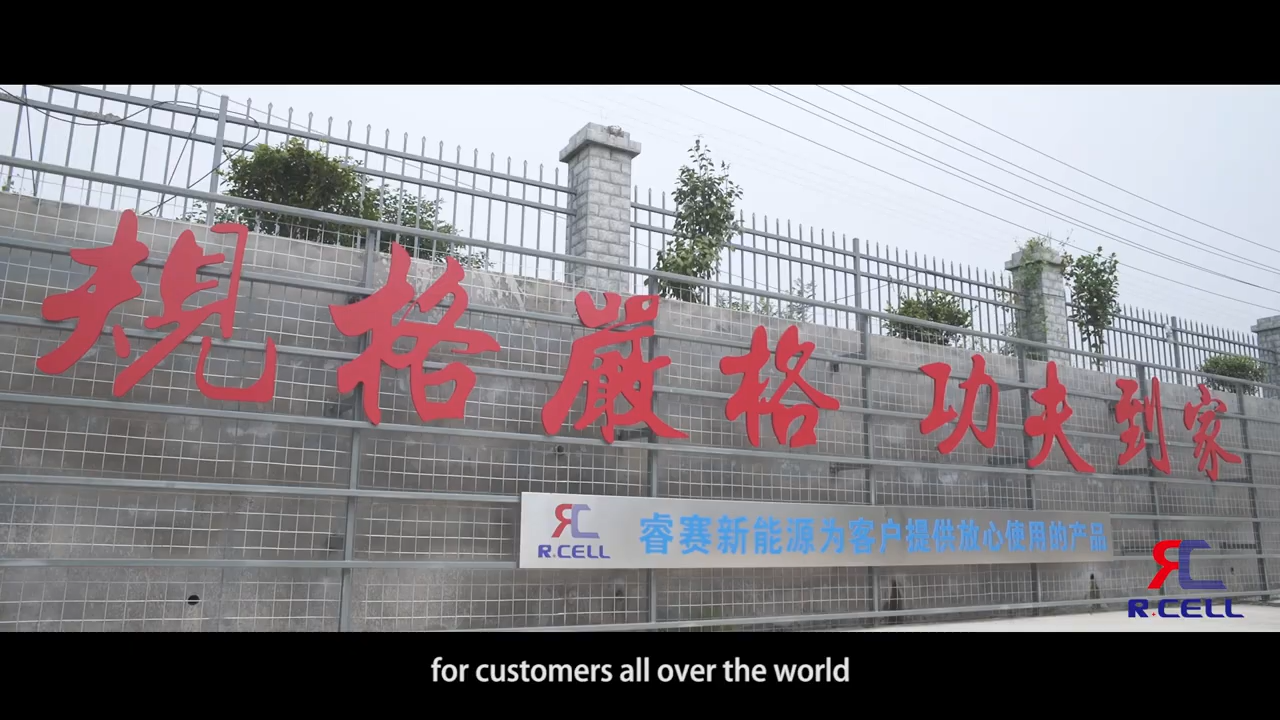 规格嚴格 功夫到家
RC
R.CELL
睿赛新能源为客户提供放心使用的产品
RC
R.CELL
for customers all over the world